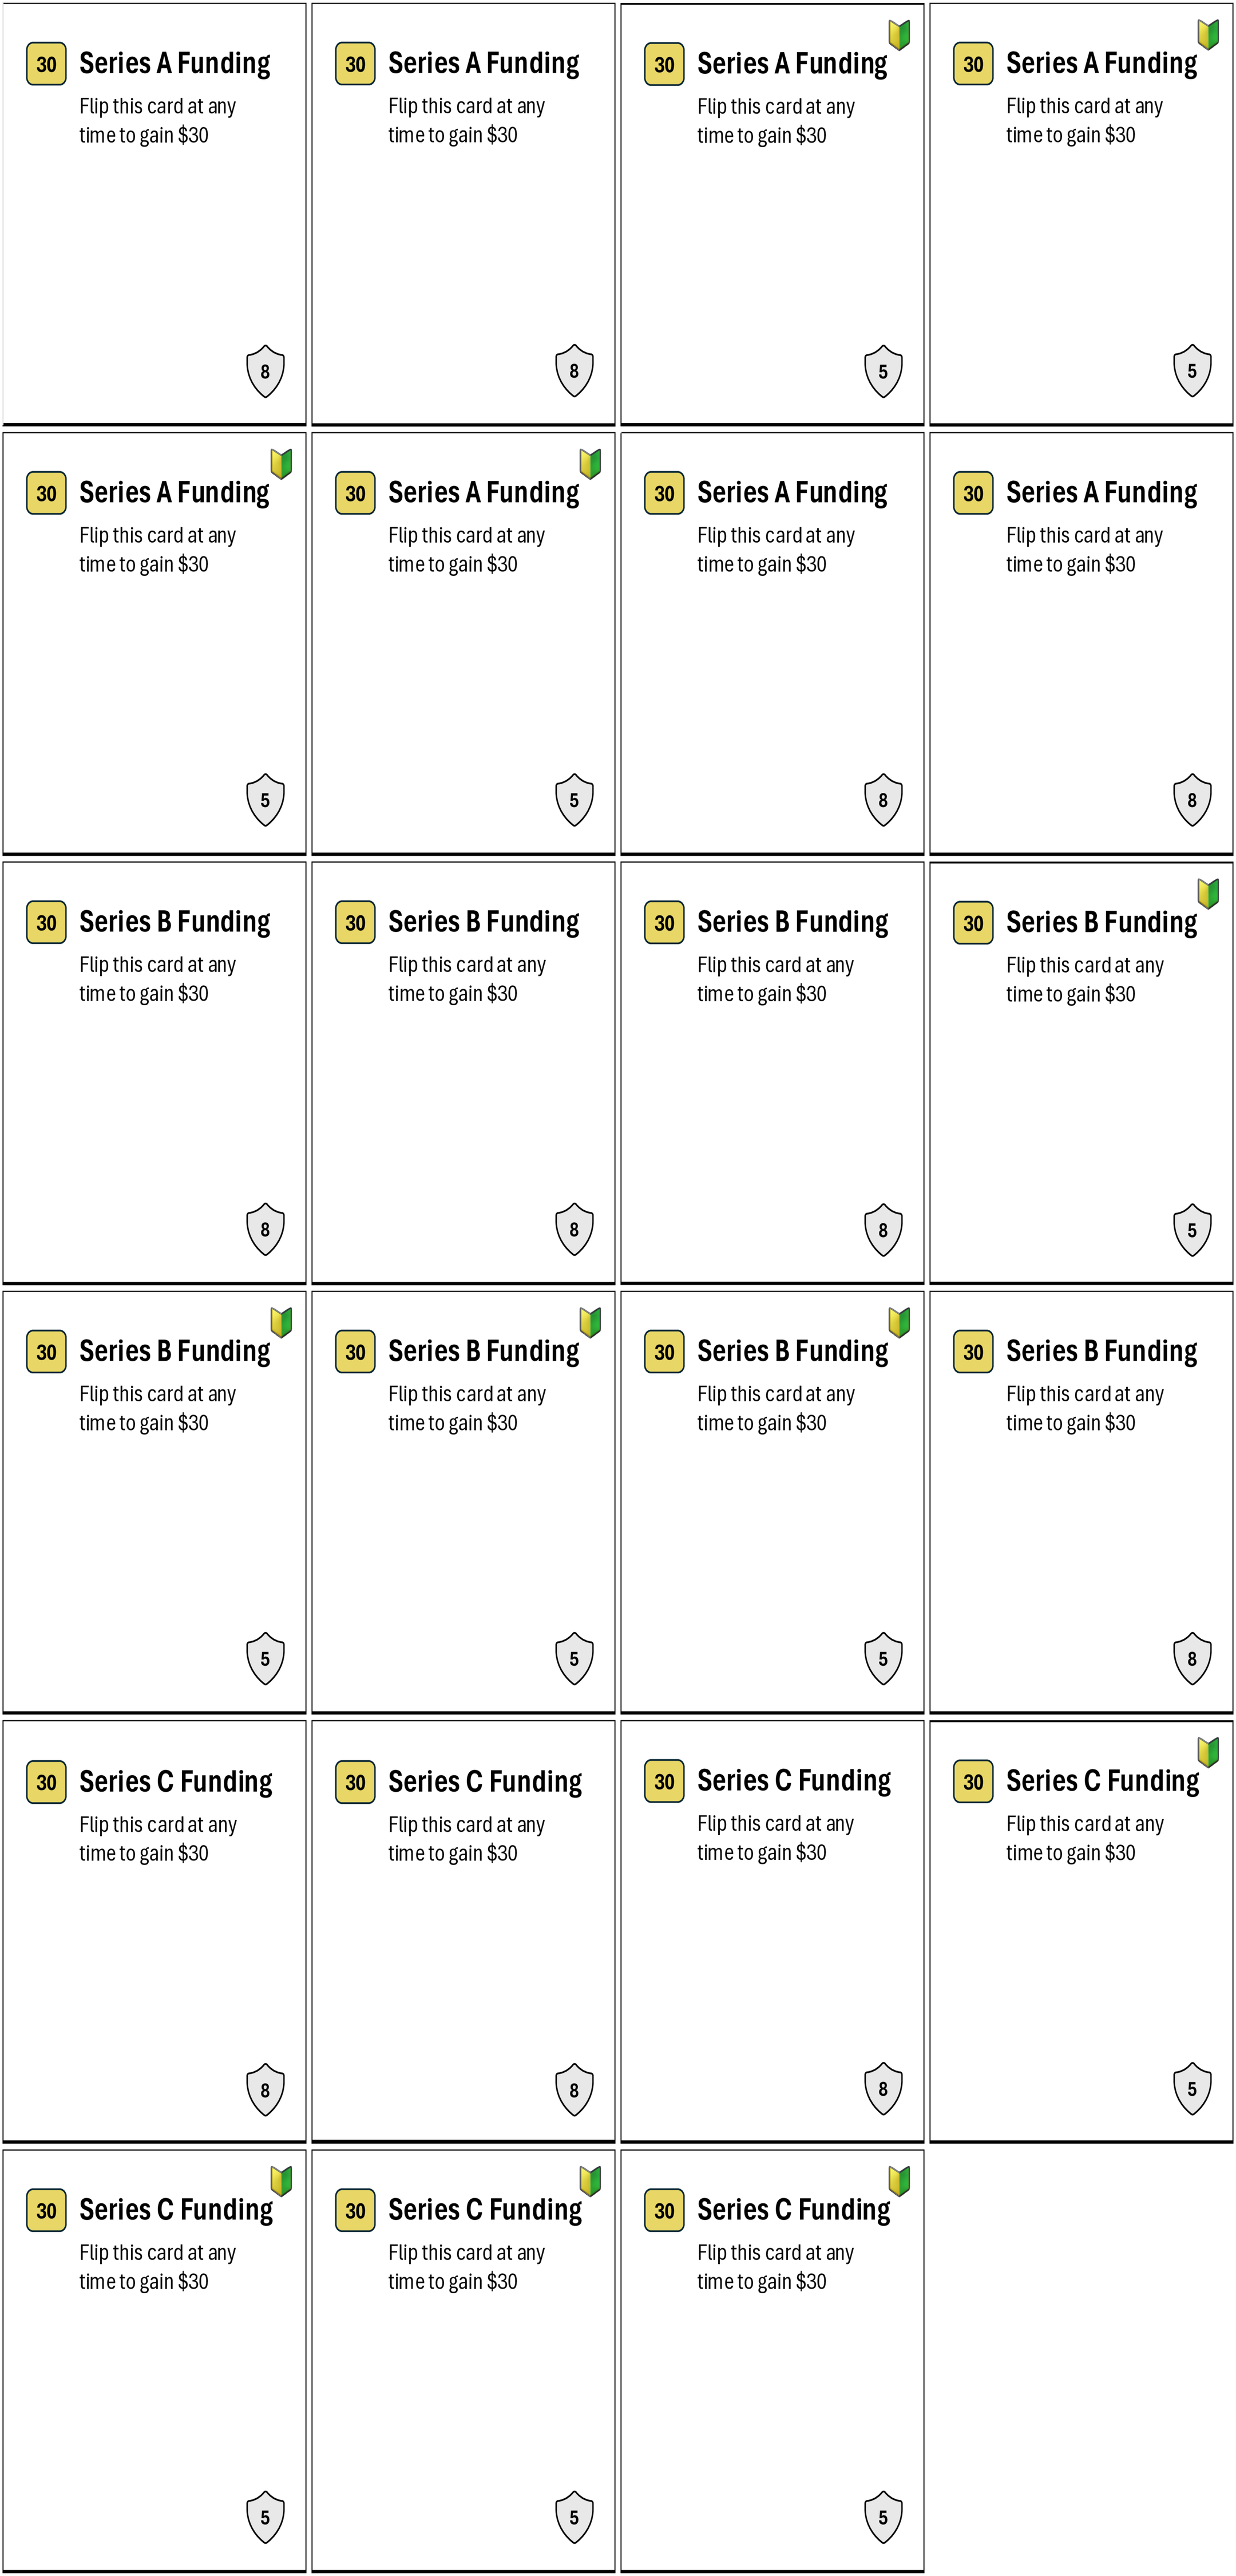 30 Series A Funding
Flip this card at any
time to gain $30
8
30 Series A Funding
Flip this card at any
time to gain $30
8
30 Series A Funding
Flip this card at any
time to gain $30
5
30 Series A Funding
Flip this card at any
time to gain $30
5
30 Series A Funding
Flip this card at any
time to gain $30
5
30 Series A Funding
Flip this card at any
time to gain $30
5
30 Series A Funding
Flip this card at any
time to gain $30
8
30 Series A Funding
Flip this card at any
time to gain $30
8
30 Series B Funding
Flip this card at any
time to gain $30
8
30 Series B Funding
Flip this card at any
time to gain $30
8
30 Series B Funding
Flip this card at any
time to gain $30
8
30 Series B Funding
Flip this card at any
time to gain $30
5
30 Series B Funding
Flip this card at any
time to gain $30
5
30 Series B Funding
Flip this card at any
time to gain $30
5
30 Series B Funding
Flip this card at any
time to gain $30
5
30 Series B Funding
Flip this card at any
time to gain $30
8
30 Series C Funding
Flip this card at any
time to gain $30
8
30 Series C Funding
Flip this card at any
time to gain $30
8
30 Series C Funding
Flip this card at any
time to gain $30
8
30 Series C Funding
Flip this card at any
time to gain $30
5
30 Series C Funding
Flip this card at any
time to gain $30
5
30 Series C Funding
Flip this card at any
time to gain $30
5
30 Series C Funding
Flip this card at any
time to gain $30
5